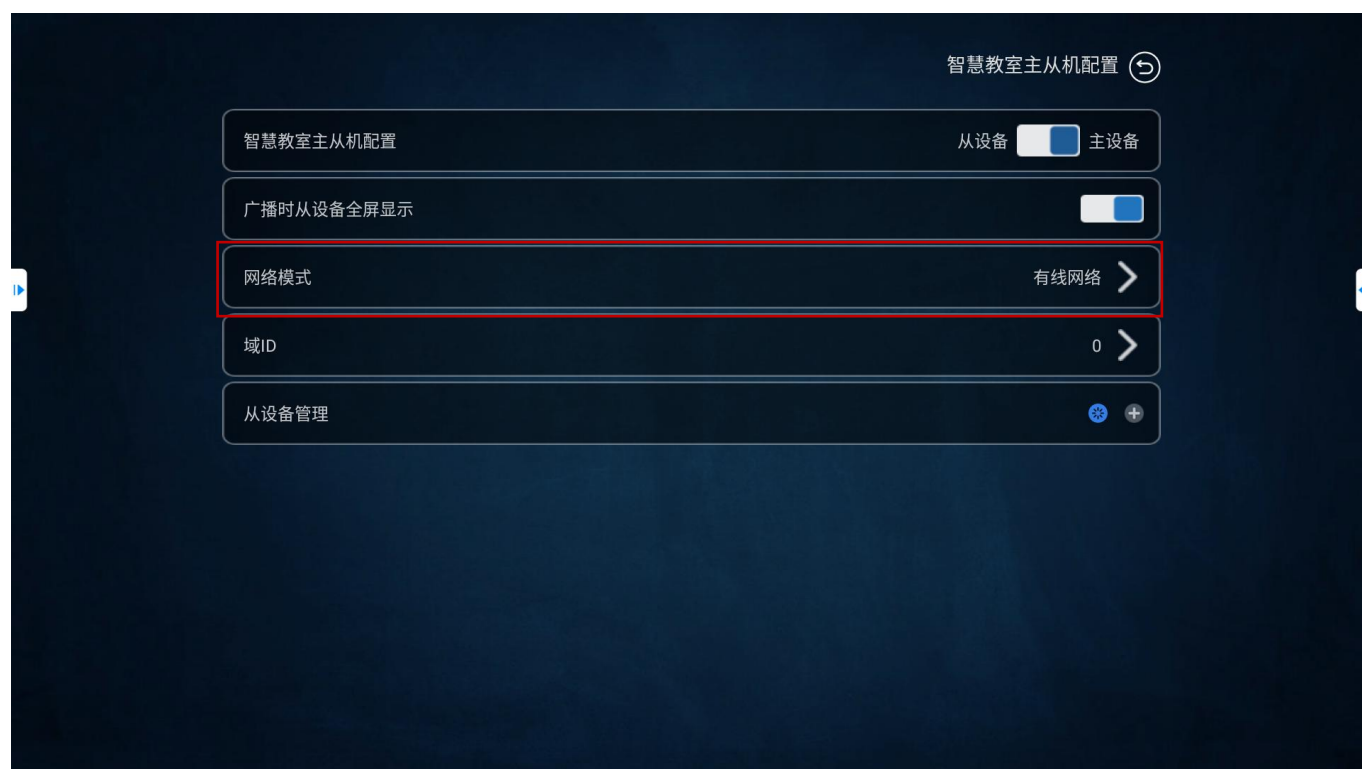 智慧教室主从机配置
智慧教室主从机配置 从设备 主设备
广播时从设备全屏显示
网络模式 有线网络
域ID 0
从设备管理